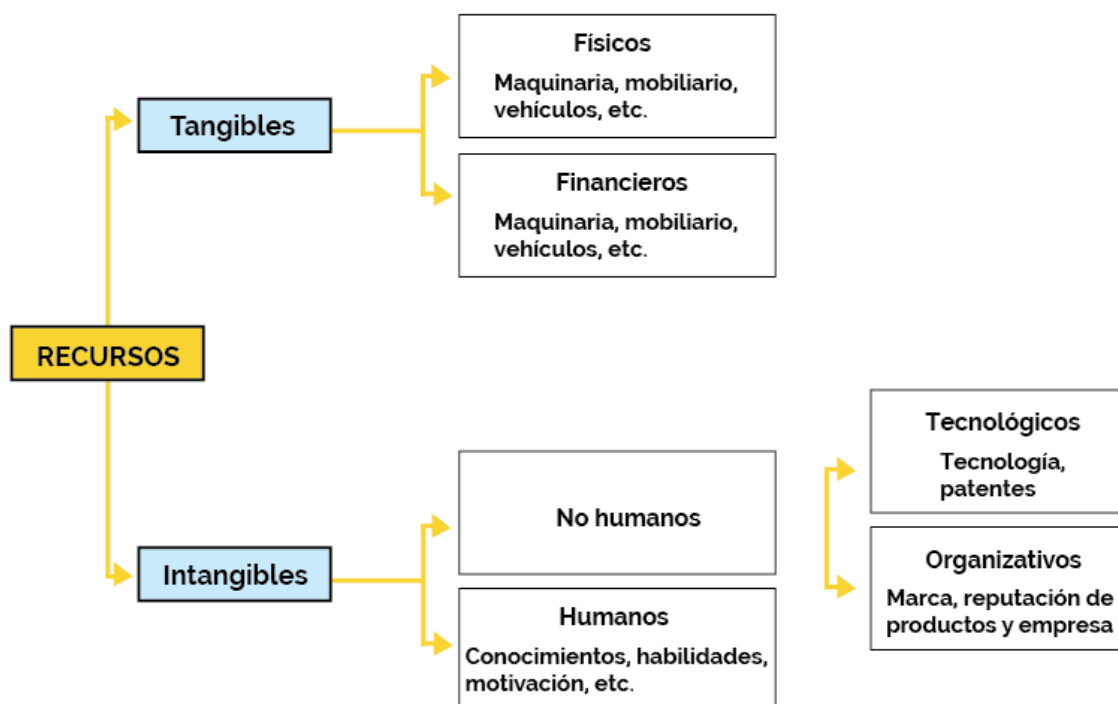 RECURSOS
Tangibles
Físicos
Maquinaria, mobiliario,
vehículos, etc.
Financieros
Maquinaria, mobiliario,
vehículos, etc.
Intangibles
No humanos
Tecnológicos
Tecnología,
patentes
Organizativos
Marca, reputación de
productos y empresa
Humanos
Conocimientos, habilidades,
motivación, etc.